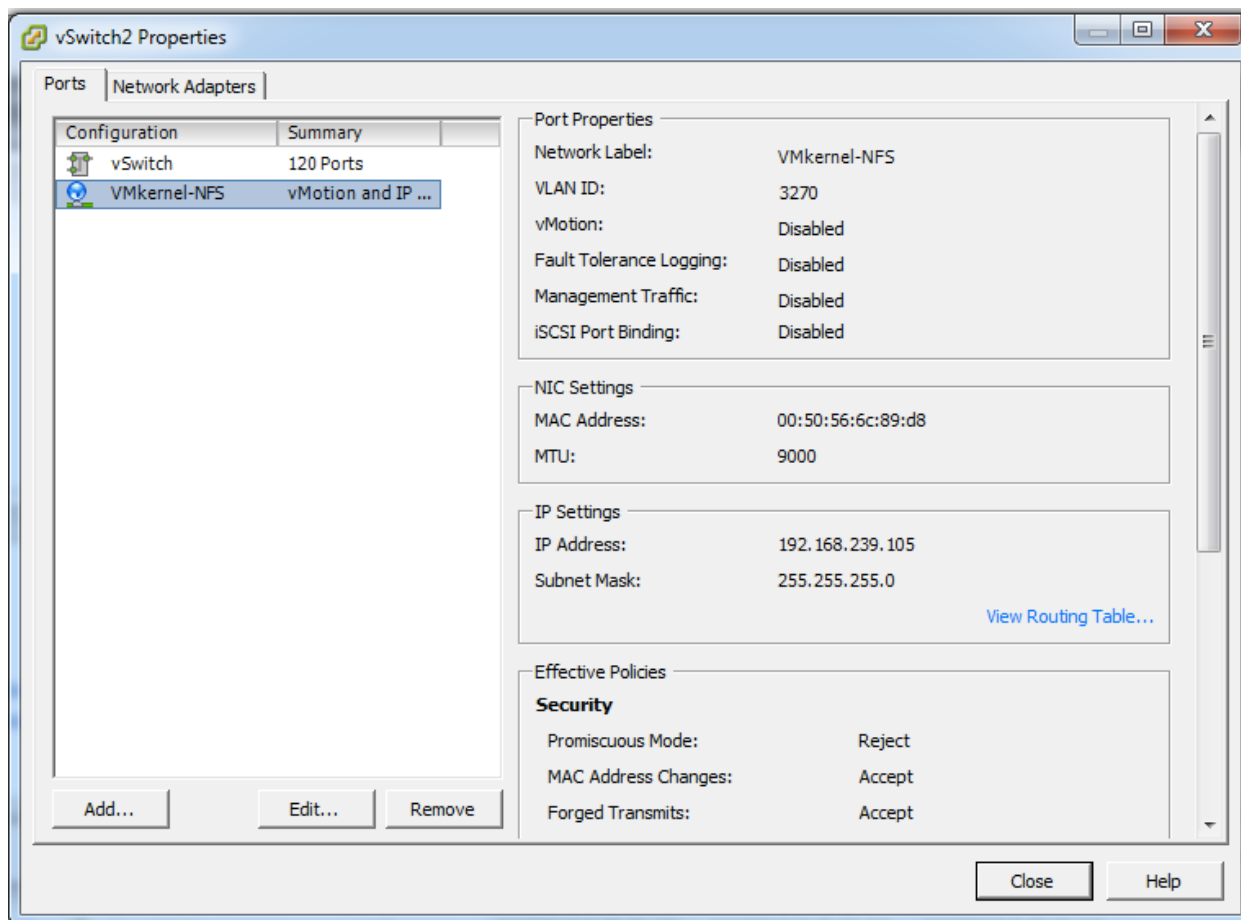 vSwitch2 Properties
Ports Network Adapters
Configuration Summary
vSwitch 120 Ports
VMkernel-NFS vMotion and IP ...
Add... Edit... Remove
Port Properties
Network Label: VMkernel-NFS
VLAN ID: 3270
vMotion: Disabled
Fault Tolerance Logging: Disabled
Management Traffic: Disabled
iSCSI Port Binding: Disabled
NIC Settings
MAC Address: 00:50:56:6c:89:d8
MTU: 9000
IP Settings
IP Address: 192.168.239.105
Subnet Mask: 255.255.255.0
View Routing Table...
Effective Policies
Security
Promiscuous Mode: Reject
MAC Address Changes: Accept
Forged Transmits: Accept
Close Help